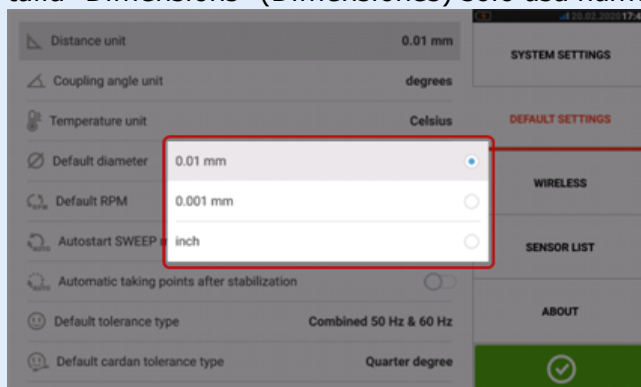 Distance unit 0.01 mm
Coupling angle unit degrees
Temperature unit Celsius
Default diameter
Default RPM
Autostart SWEEP
Automatic taking points after stabilization
Default tolerance type Combined 50 Hz & 60 Hz
Default cardan tolerance type Quarter degree
0.01 mm
0.001 mm
inch
20.02.2020
SYSTEM SETTINGS
DEFAULT SETTINGS
WIRELESS
SENSOR LIST
ABOUT